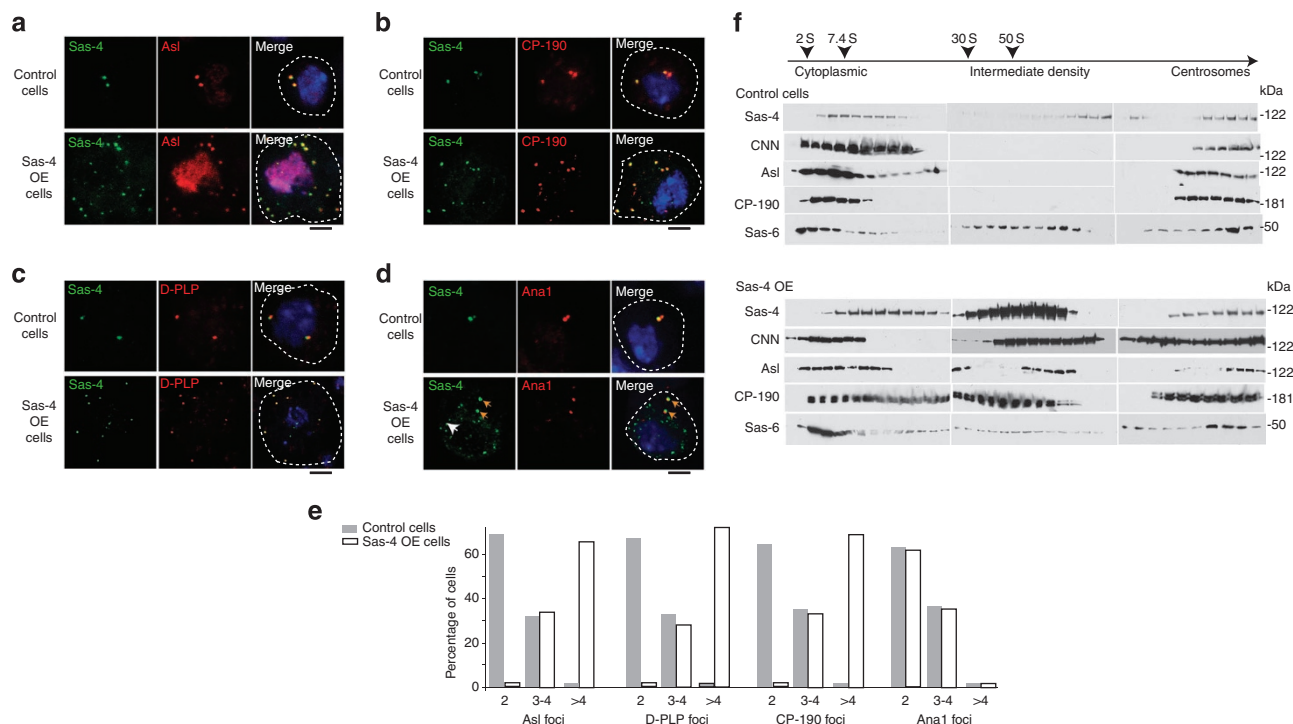 a
Sas-4 Asl Merge
Control cells
Sas-4 Asl Merge
Sas-4 OE cells
b
Sas-4 CP-190 Merge
Control cells
Sas-4 CP-190 Merge
Sas-4 OE cells
c
Sas-4 D-PLP Merge
Control cells
Sas-4 D-PLP Merge
Sas-4 OE cells
d
Sas-4 Ana1 Merge
Control cells
Sas-4 Ana1 Merge
Sas-4 OE cells
e
Control cells
Sas-4 OE cells
Percentage of cells
60
40
20
0
2 3-4 >4 2 3-4 >4 2 3-4 >4 2 3-4 >4
Asl foci D-PLP foci CP-190 foci Ana1 foci
f
2 S 7.4 S 30 S 50 S
Cytoplasmic Intermediate density Centrosomes
Control cells kDa
Sas-4 -122
CNN -122
Asl -122
CP-190 -181
Sas-6 -50
Sas-4 OE kDa
Sas-4 -122
CNN -122
Asl -122
CP-190 -181
Sas-6 -50